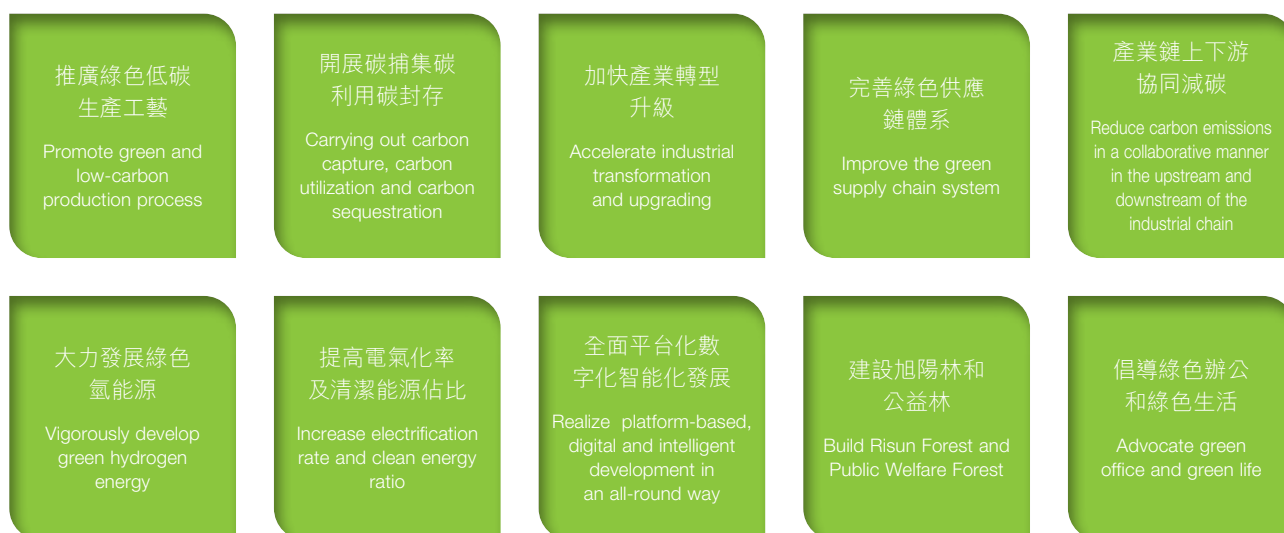 推廣綠色低碳
生產工藝
Promote green and
low-carbon
production process
開展碳捕集碳
利用碳封存
Carrying out carbon
capture, carbon
utilization and carbon
sequestration
加快產業轉型
升級
Accelerate industrial
transformation
and upgrading
完善綠色供應
鏈體系
Improve the green
supply chain system
產業鏈上下游
協同減碳
Reduce carbon emissions
in a collaborative manner
in the upstream and
downstream of the
industrial chain
大力發展綠色
氫能源
Vigorously develop
green hydrogen
energy
提高電氣化率
及清潔能源佔比
Increase electrification
rate and clean energy
ratio
全面平台化數
字化智能化發展
Realize platform-based,
digital and intelligent
development in
an all-round way
建設旭陽林和
公益林
Build Risun Forest and
Public Welfare Forest
倡導綠色辦公
和綠色生活
Advocate green
office and green life